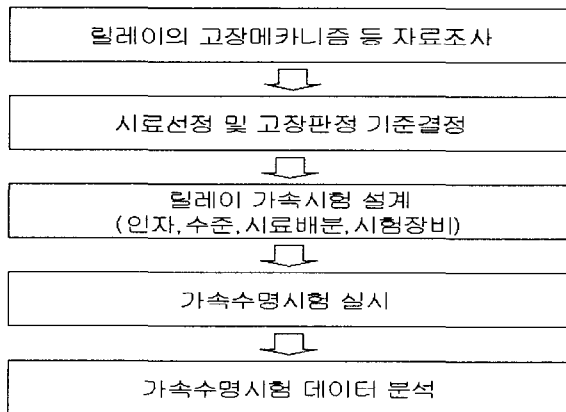 릴레이의 고장메카니즘 등 자료조사
시료선정 및 고장판정 기준결정
릴레이 가속시험 설계
(인자,수준,시료배분,시험장비)
가속수명시험 실시
가속수명시험 데이터 분석